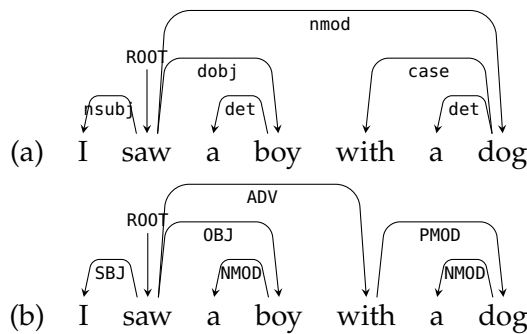 nmod
ROOT dobj case
nsubj det det
(a) I saw a boy with a dog
ADV
ROOT OBJ PMOD
SBJ NMOD NMOD
(b) I saw a boy with a dog